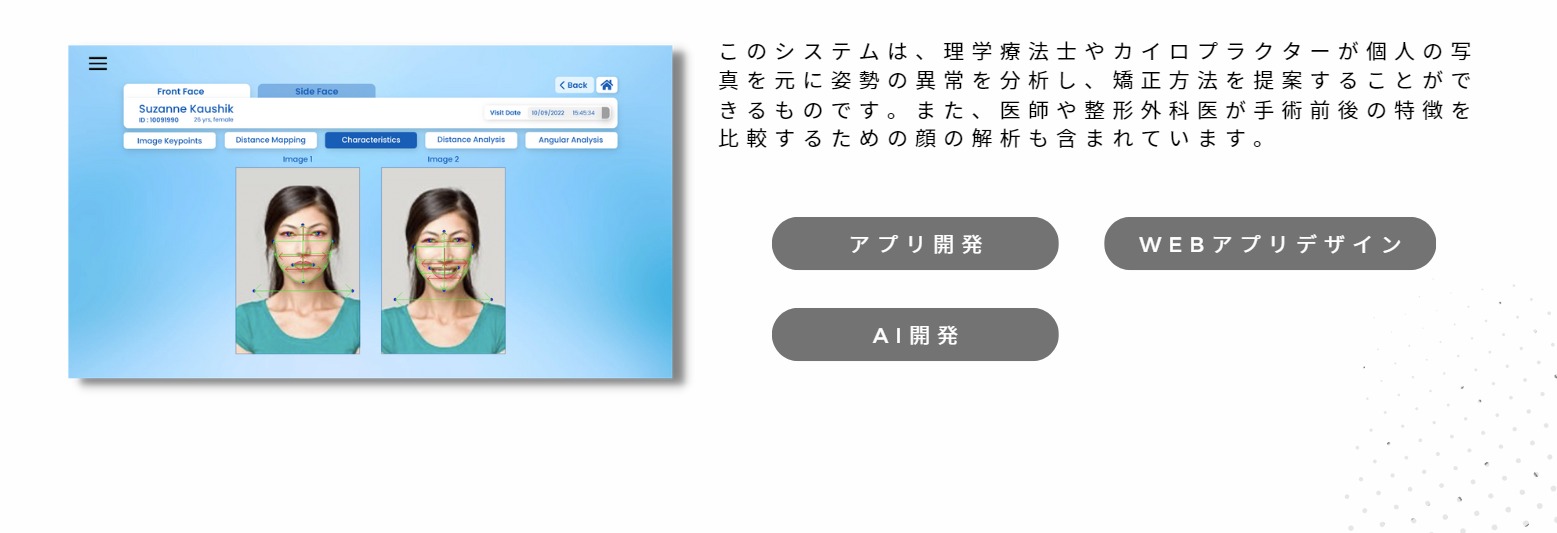 Front Face
Side Face
Back
Suzanne Kaushik
ID : 10091990 25 yrs, female
Visit Date 10/09/2022 15:45:34
Image Keypoints
Distance Mapping
Characteristics
Distance Analysis
Angular Analysis
Image 1
Image 2
このシステムは、理学療法士やカイロプラクターが個人の写
真を元に姿勢の異常を分析し、矯正方法を提案することがで
きるものです。また、医師や整形外科医が手術前後の特徴を
比較するための顔の解析も含まれています。
アプリ開発
WEBアプリデザイン
AI開発